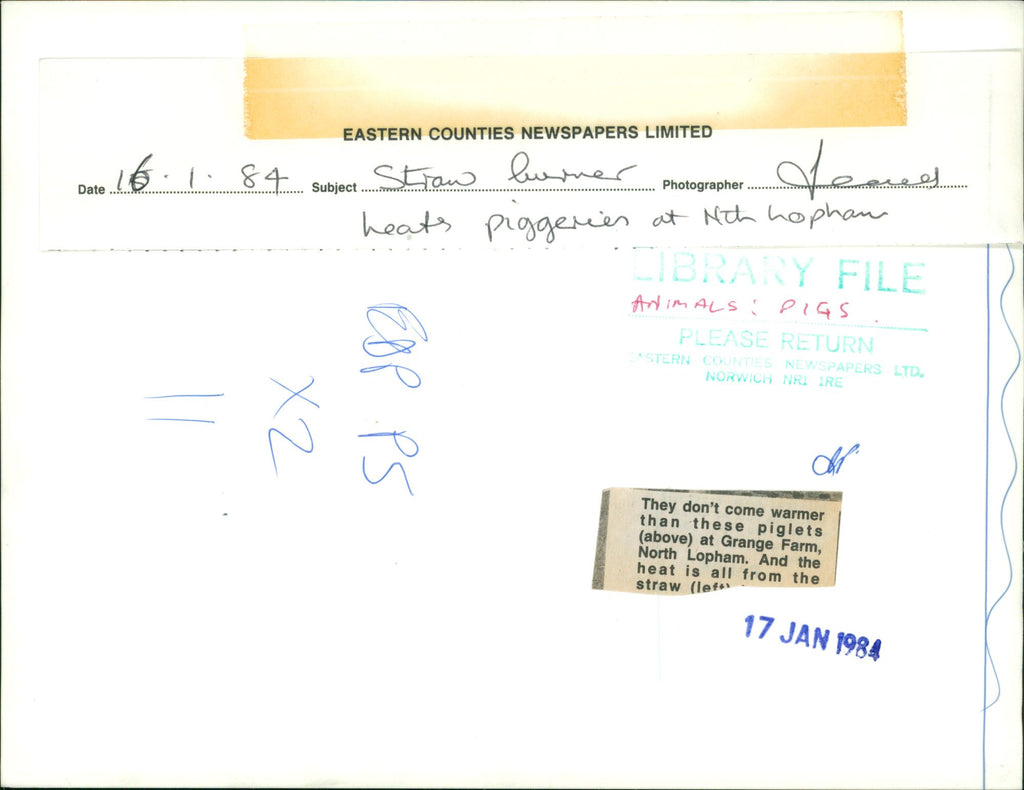 EASTERN COUNTIES NEWSPAPERS LIMITED
Date 16.1.84 Subject Straw burner Photographer
heats piggeries at Nth Lopham
LIBRARY FILE
ANIMALS: PIGS.
PLEASE RETURN
EASTERN COUNTIES NEWSPAPERS LTD.
NORWICH NR1 1RE
EDP P5
X2
They don't come warmer
than these piglets
(above) at Grange Farm,
North Lopham. And the
heat is all from the
straw (left)
17 JAN 1984